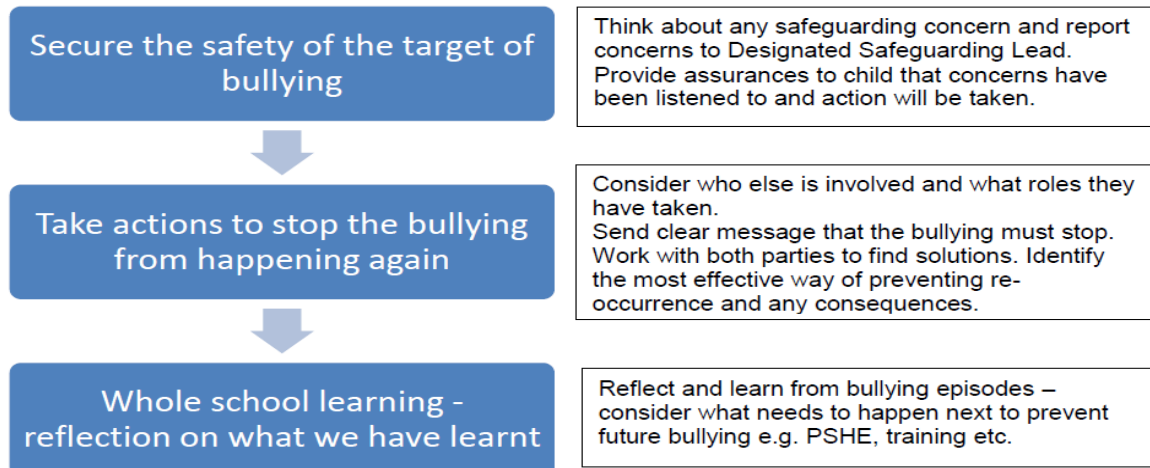 Secure the safety of the target of
bullying
Think about any safeguarding concern and report
concerns to Designated Safeguarding Lead.
Provide assurances to child that concerns have
been listened to and action will be taken.
Take actions to stop the bullying
from happening again
Consider who else is involved and what roles they
have taken.
Send clear message that the bullying must stop.
Work with both parties to find solutions. Identify
the most effective way of preventing re-
occurrence and any consequences.
Whole school learning -
reflection on what we have learnt
Reflect and learn from bullying episodes –
consider what needs to happen next to prevent
future bullying e.g. PSHE, training etc.